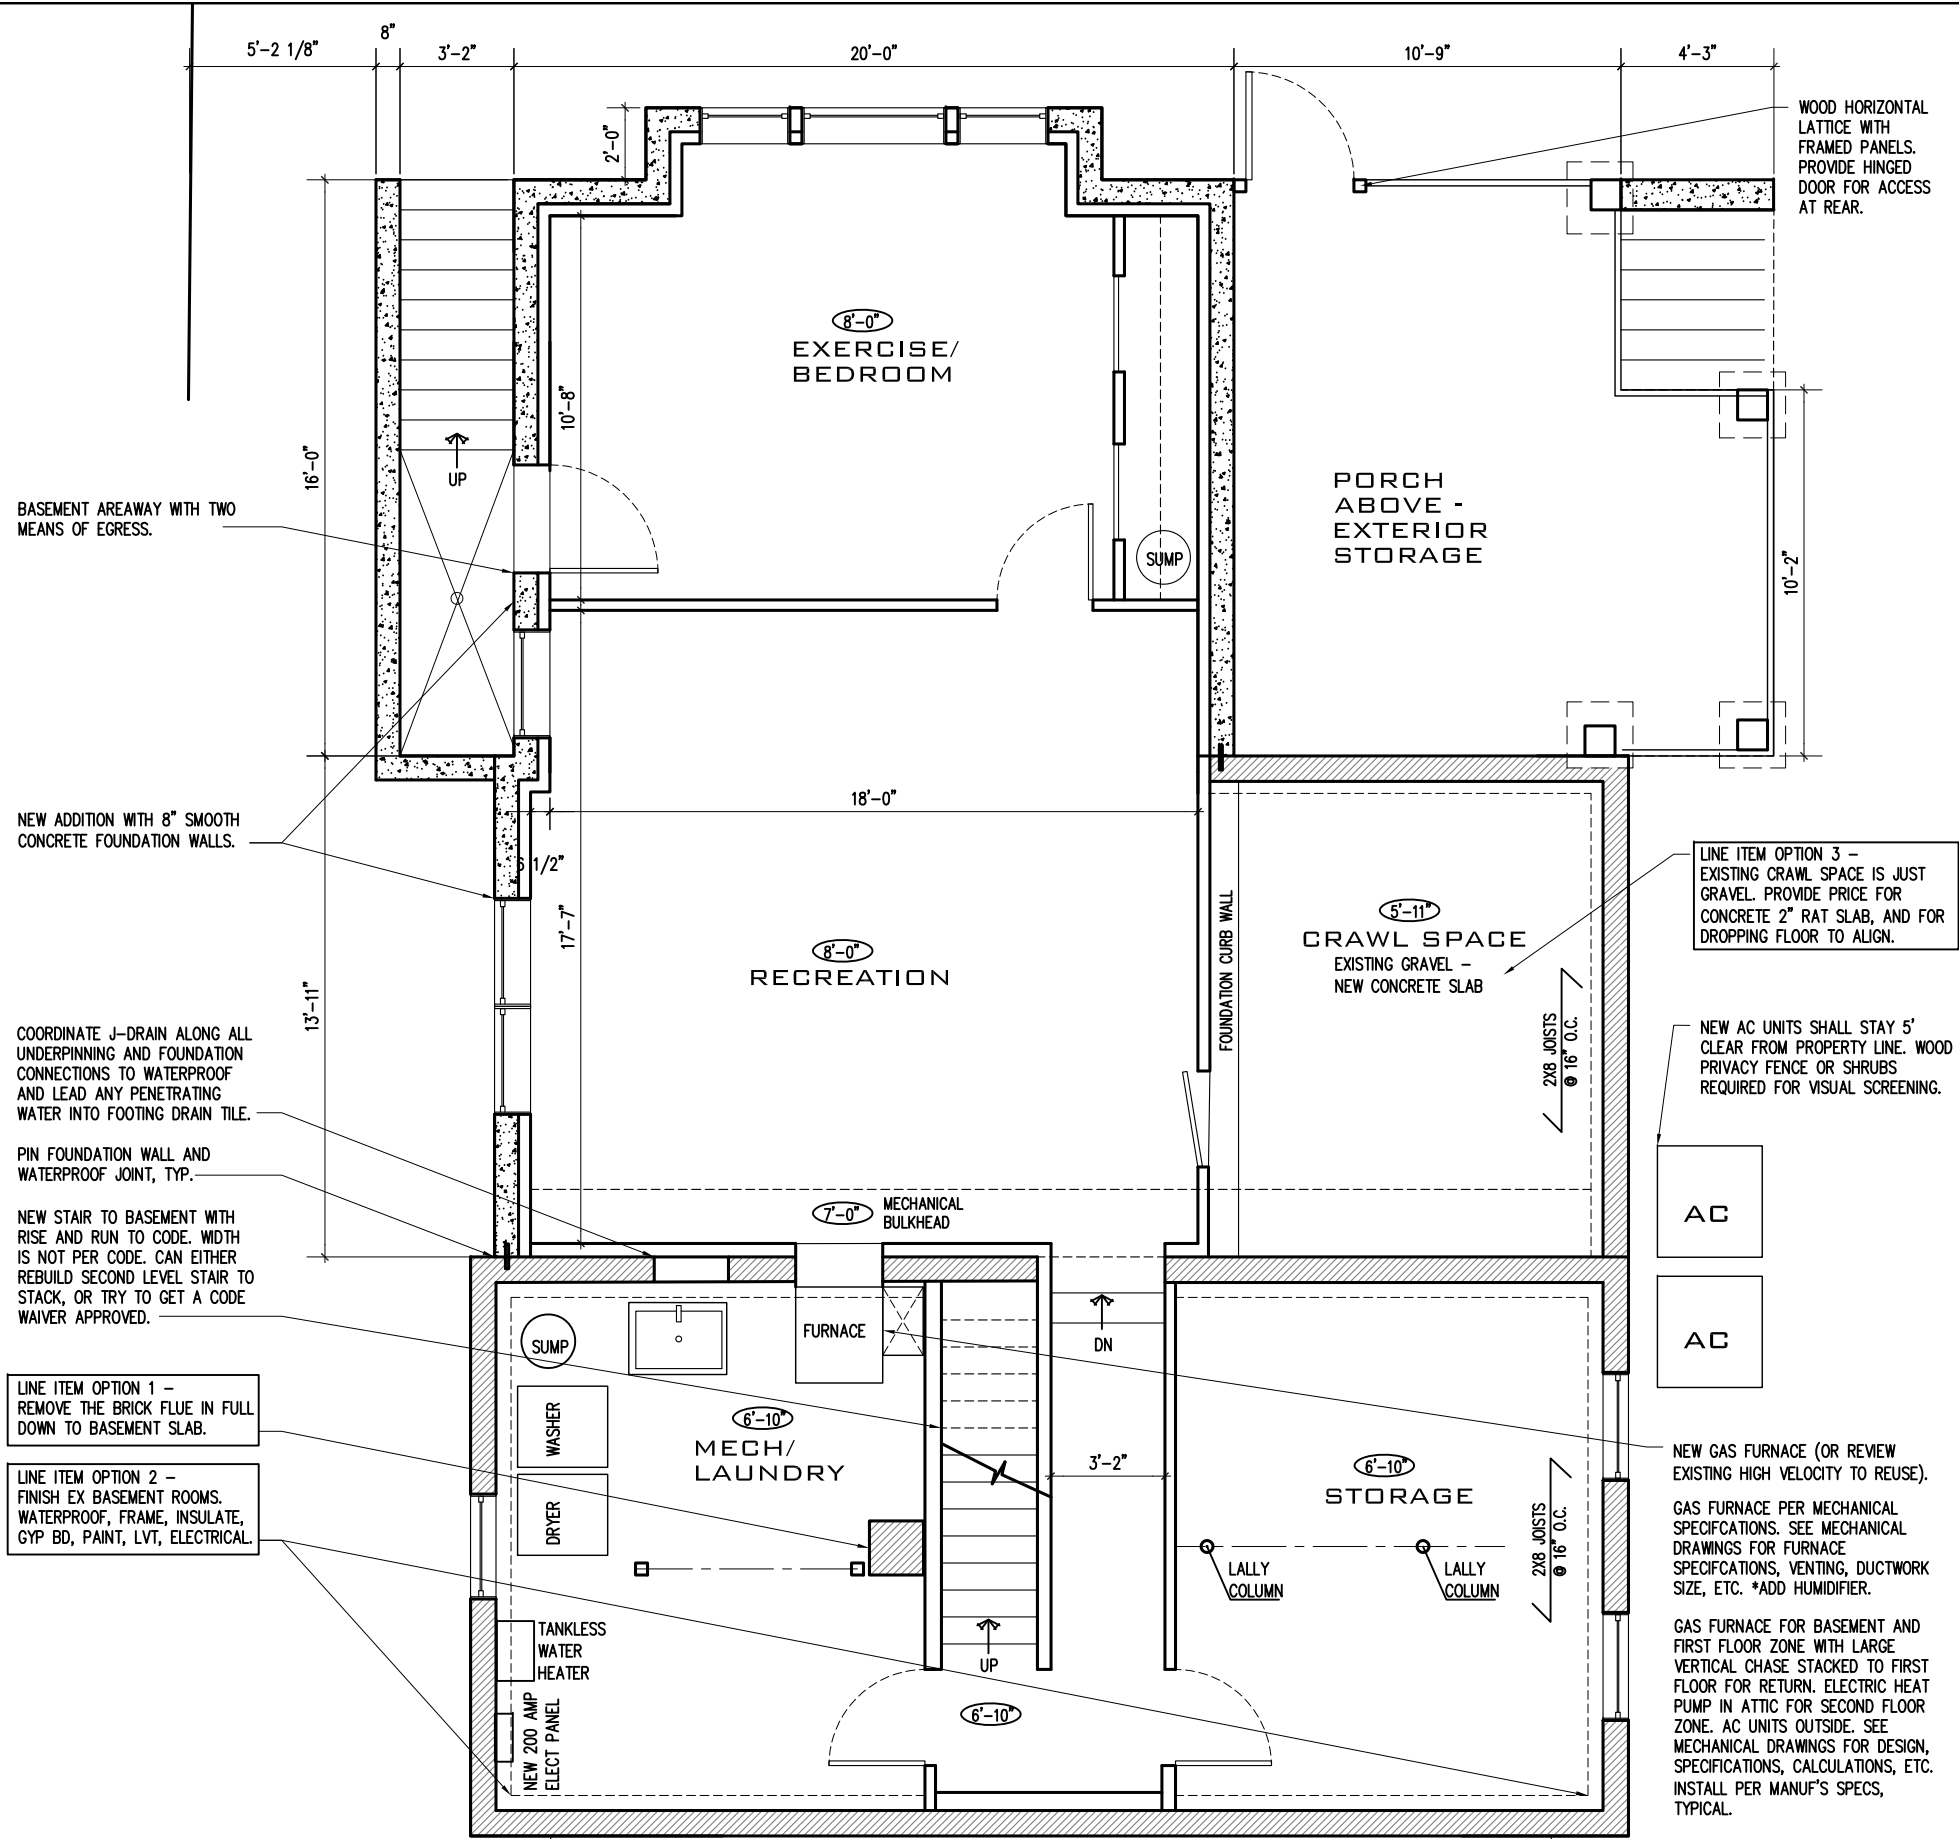 5'-2 1/8"
8"
3'-2"
20'-0"
10'-9"
4'-3"
2'-0"
WOOD HORIZONTAL
LATTICE WITH
FRAMED PANELS.
PROVIDE HINGED
DOOR FOR ACCESS
AT REAR.
8'-0"
EXERCISE/
BEDROOM
10'-8"
16'-0"
UP
BASEMENT AREAWAY WITH TWO
MEANS OF EGRESS.
SUMP
PORCH
ABOVE -
EXTERIOR
STORAGE
10'-2"
18'-0"
NEW ADDITION WITH 8" SMOOTH
CONCRETE FOUNDATION WALLS.
6 1/2"
17'-7"
13'-11"
8'-0"
RECREATION
FOUNDATION CURB WALL
5'-11"
CRAWL SPACE
EXISTING GRAVEL -
NEW CONCRETE SLAB
2X8 JOISTS
@ 16" O.C.
LINE ITEM OPTION 3 -
EXISTING CRAWL SPACE IS JUST
GRAVEL. PROVIDE PRICE FOR
CONCRETE 2" RAT SLAB, AND FOR
DROPPING FLOOR TO ALIGN.
NEW AC UNITS SHALL STAY 5'
CLEAR FROM PROPERTY LINE. WOOD
PRIVACY FENCE OR SHRUBS
REQUIRED FOR VISUAL SCREENING.
AC
AC
COORDINATE J-DRAIN ALONG ALL
UNDERPINNING AND FOUNDATION
CONNECTIONS TO WATERPROOF
AND LEAD ANY PENETRATING
WATER INTO FOOTING DRAIN TILE.
PIN FOUNDATION WALL AND
WATERPROOF JOINT, TYP.
NEW STAIR TO BASEMENT WITH
RISE AND RUN TO CODE. WIDTH
IS NOT PER CODE. CAN EITHER
REBUILD SECOND LEVEL STAIR TO
STACK, OR TRY TO GET A CODE
WAIVER APPROVED.
LINE ITEM OPTION 1 -
REMOVE THE BRICK FLUE IN FULL
DOWN TO BASEMENT SLAB.
LINE ITEM OPTION 2 -
FINISH EX BASEMENT ROOMS.
WATERPROOF, FRAME, INSULATE,
GYP BD, PAINT, LVT, ELECTRICAL.
7'-0"
MECHANICAL
BULKHEAD
SUMP
FURNACE
DN
WASHER
DRYER
6'-10"
MECH/
LAUNDRY
3'-2"
6'-10"
STORAGE
2X8 JOISTS
@ 16" O.C.
LALLY
COLUMN
LALLY
COLUMN
TANKLESS
WATER
HEATER
NEW 200 AMP
ELECT PANEL
UP
6'-10"
NEW GAS FURNACE (OR REVIEW
EXISTING HIGH VELOCITY TO REUSE).
GAS FURNACE PER MECHANICAL
SPECIFCATIONS. SEE MECHANICAL
DRAWINGS FOR FURNACE
SPECIFCATIONS, VENTING, DUCTWORK
SIZE, ETC. *ADD HUMIDIFIER.
GAS FURNACE FOR BASEMENT AND
FIRST FLOOR ZONE WITH LARGE
VERTICAL CHASE STACKED TO FIRST
FLOOR FOR RETURN. ELECTRIC HEAT
PUMP IN ATTIC FOR SECOND FLOOR
ZONE. AC UNITS OUTSIDE. SEE
MECHANICAL DRAWINGS FOR DESIGN,
SPECIFICATIONS, CALCULATIONS, ETC.
INSTALL PER MANUF'S SPECS,
TYPICAL.